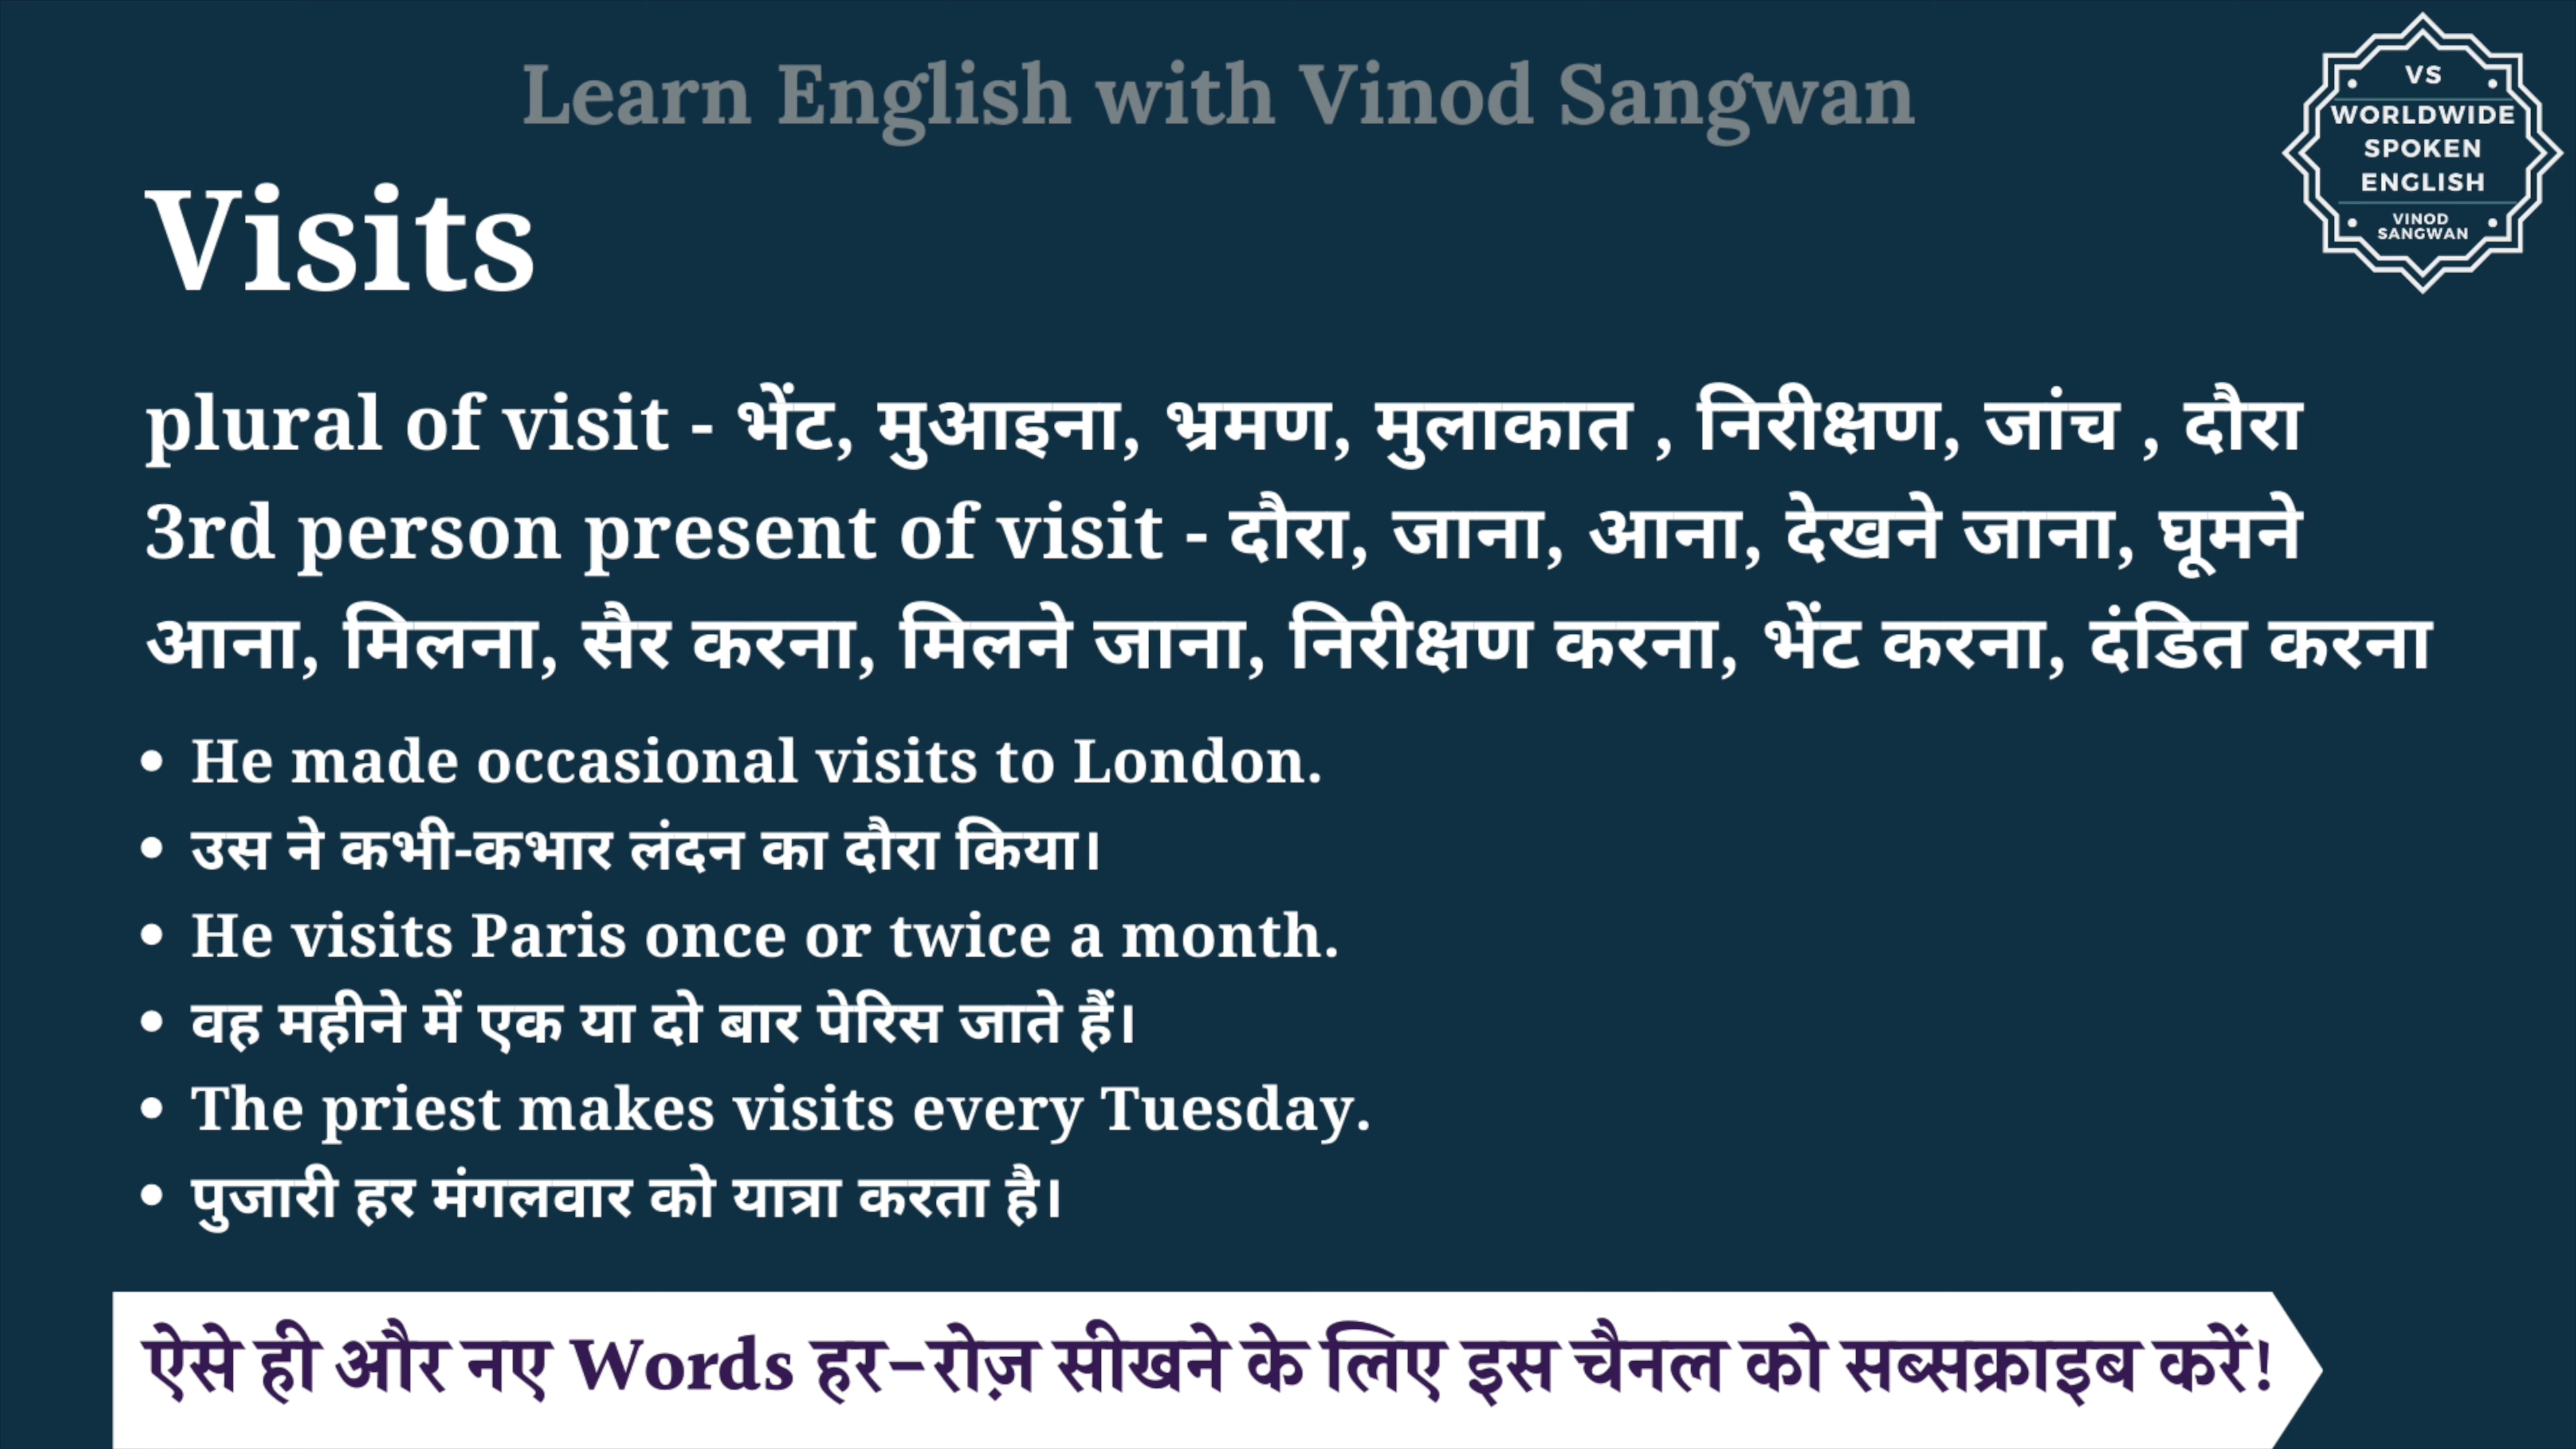 Learn English with Vinod Sangwan
VS
WORLDWIDE
SPOKEN
ENGLISH
VINOD
SANGWAN
Visits
plural of visit - भेंट, मुआइना, भ्रमण, मुलाकात , निरीक्षण, जांच , दौरा
3rd person present of visit - दौरा, जाना, आना, देखने जाना, घूमने
आना, मिलना, सैर करना, मिलने जाना, निरीक्षण करना, भेंट करना, दंडित करना
• He made occasional visits to London.
• उस ने कभी-कभार लंदन का दौरा किया।
• He visits Paris once or twice a month.
• वह महीने में एक या दो बार पेरिस जाते हैं।
• The priest makes visits every Tuesday.
• पुजारी हर मंगलवार को यात्रा करता है।
ऐसे ही और नए Words हर-रोज़ सीखने के लिए इस चैनल को सब्सक्राइब करें!